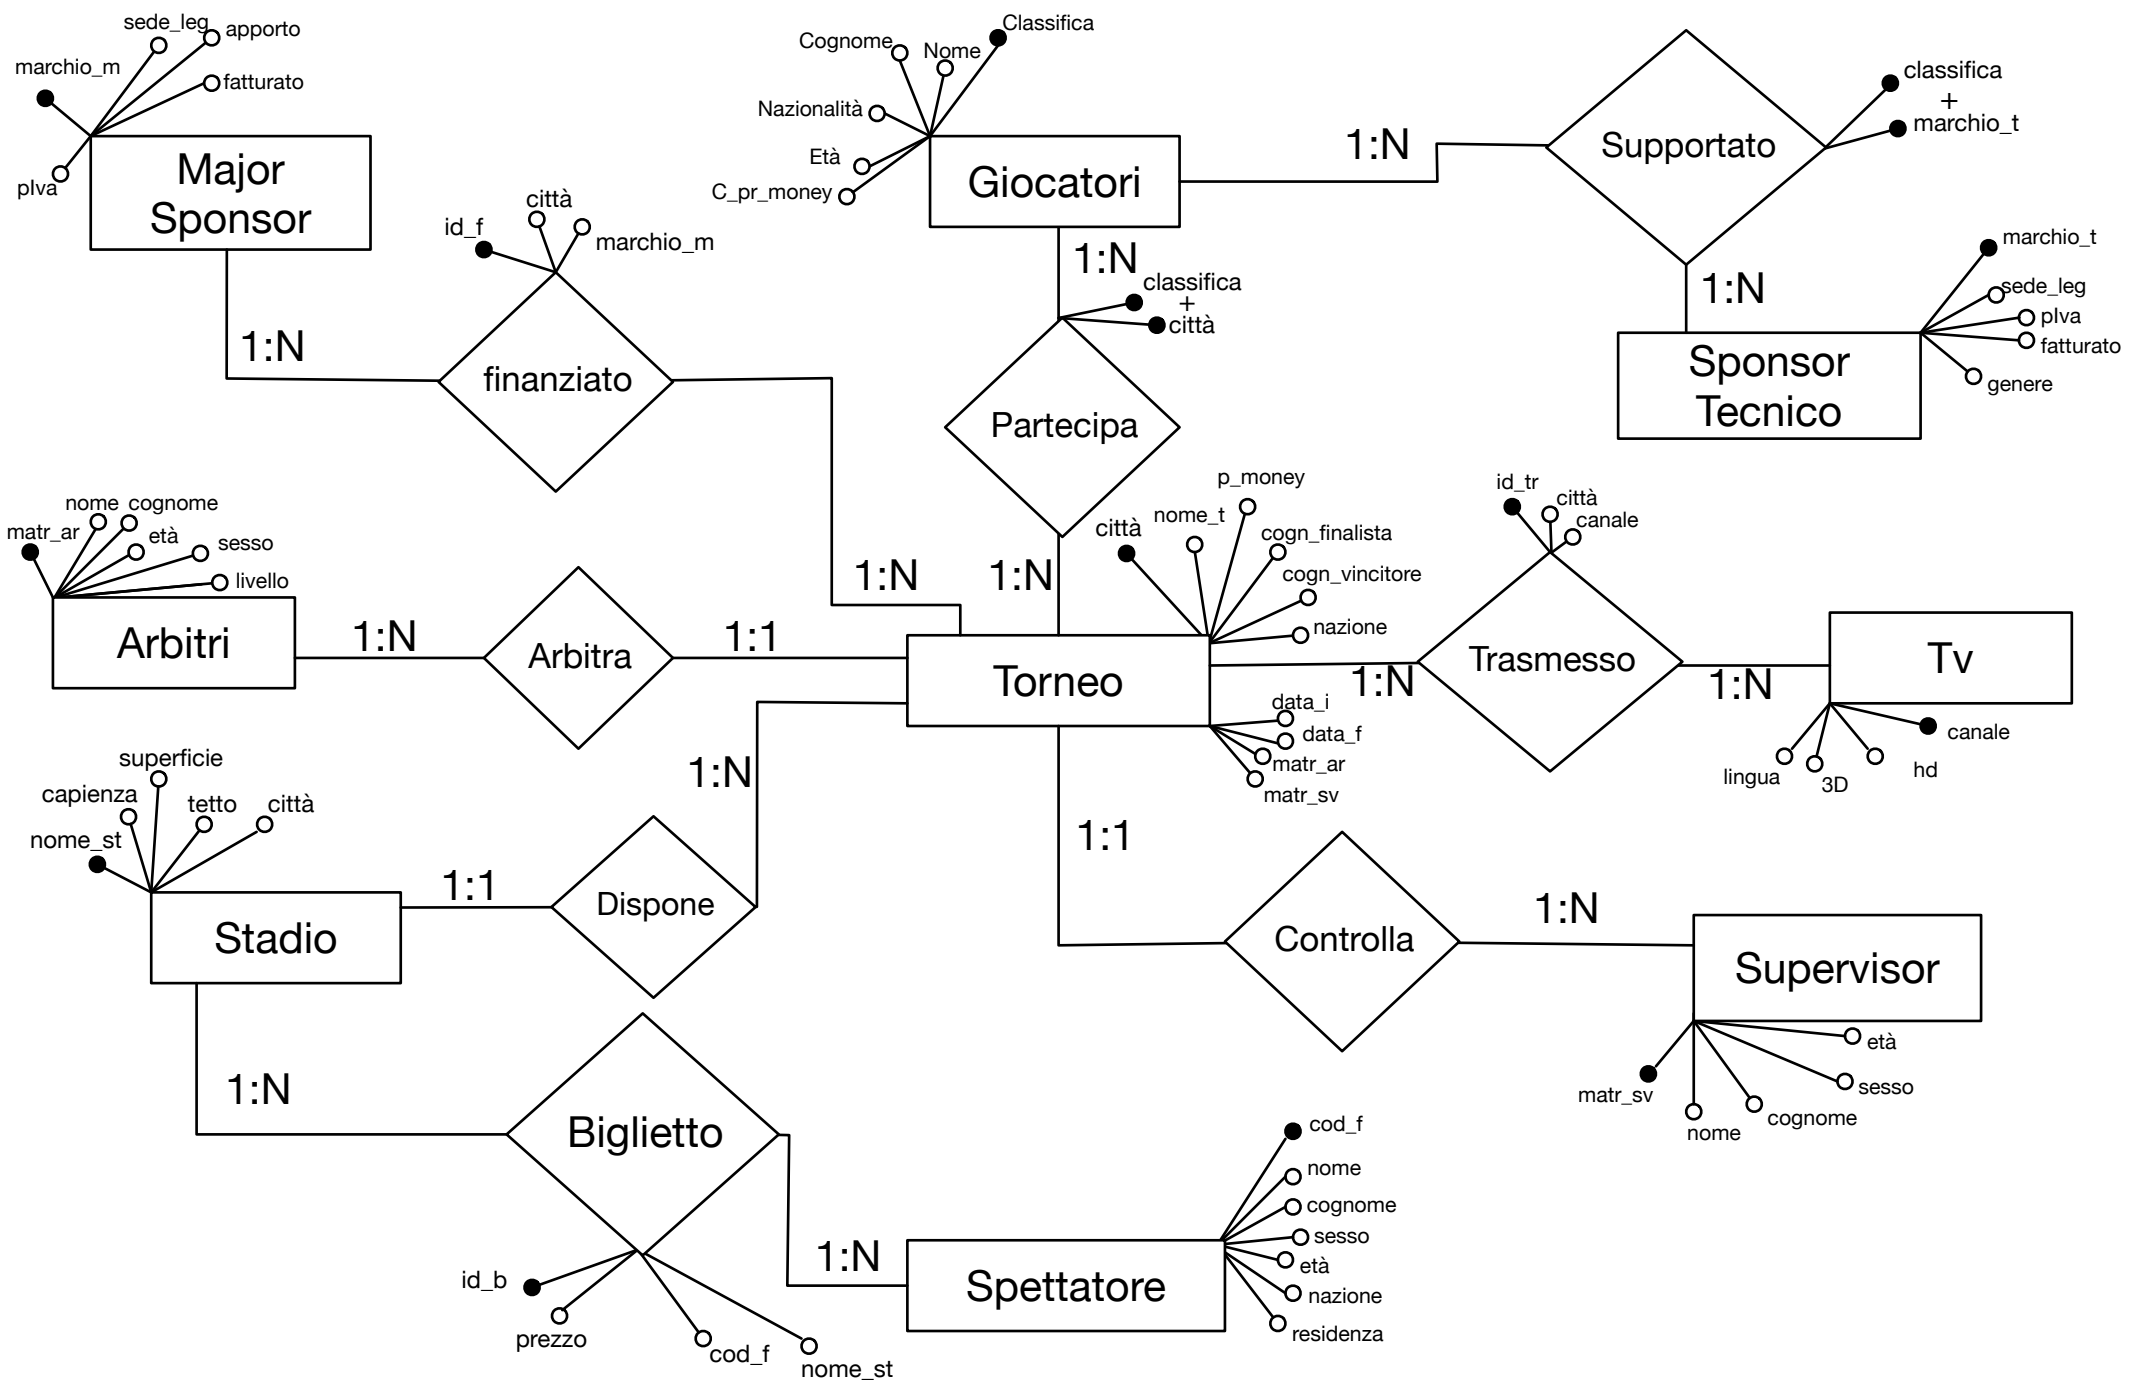 sede_leg
apporto
marchio_m
fatturato
pIva
Major
Sponsor
Cognome
Nome
Classifica
Nazionalità
Età
C_pr_money
Giocatori
1:N
Supportato
classifica
+
marchio_t
id_f
città
marchio_m
1:N
finanziato
1:N
classifica
+
città
Partecipa
1:N
1:N
marchio_t
sede_leg
pIva
fatturato
genere
Sponsor
Tecnico
nome
cognome
matr_ar
età
sesso
livello
Arbitri
1:N
Arbitra
1:1
1:N
p_money
nome_t
città
cogn_finalista
cogn_vincitore
nazione
Torneo
data_i
data_f
matr_ar
matr_sv
id_tr
città
canale
Trasmesso
1:N
1:N
Tv
canale
lingua
3D
hd
superficie
capienza
tetto
città
nome_st
Stadio
1:1
Dispone
1:N
1:1
Controlla
1:N
Supervisor
età
sesso
matr_sv
nome
cognome
1:N
Biglietto
id_b
prezzo
cod_f
nome_st
1:N
Spettatore
cod_f
nome
cognome
sesso
età
nazione
residenza